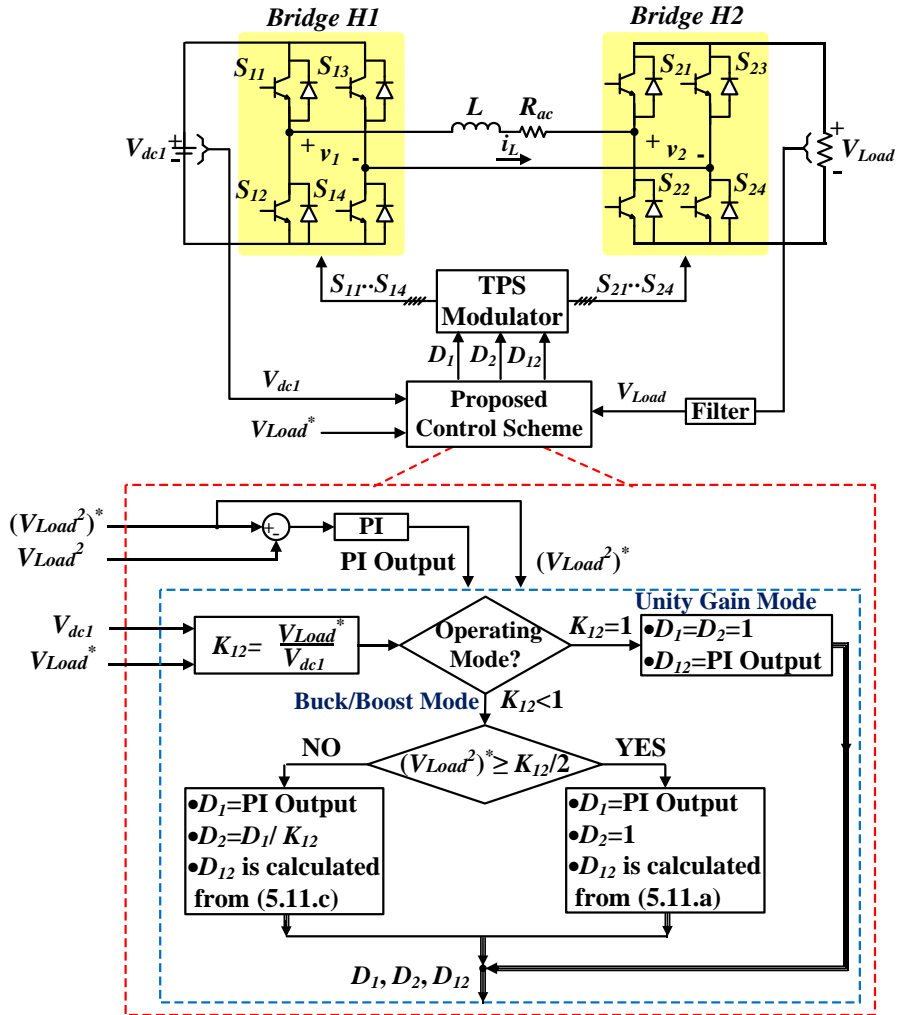 Bridge H1
Bridge H2
S11
S13
S21
S23
L
Rac
Vdc1
+
-
+
v1
-
iL
+
v2
-
+
VLoad
-
S12
S14
S22
S24
S11..S14
TPS
Modulator
S21..S24
D1
D2
D12
Vdc1
VLoad*
Proposed
Control Scheme
VLoad
Filter
(VLoad²)*
VLoad²
+
-
PI
PI Output
(VLoad²)*
Vdc1
VLoad*
K12= VLoad*
Vdc1
Operating
Mode?
K12=1
Unity Gain Mode
•D1=D2=1
•D12=PI Output
Buck/Boost Mode
K12<1
NO
(VLoad²)*≥ K12/2
YES
•D1=PI Output
•D2=D1/ K12
•D12 is calculated
from (5.11.c)
•D1=PI Output
•D2=1
•D12 is calculated
from (5.11.a)
D1, D2, D12